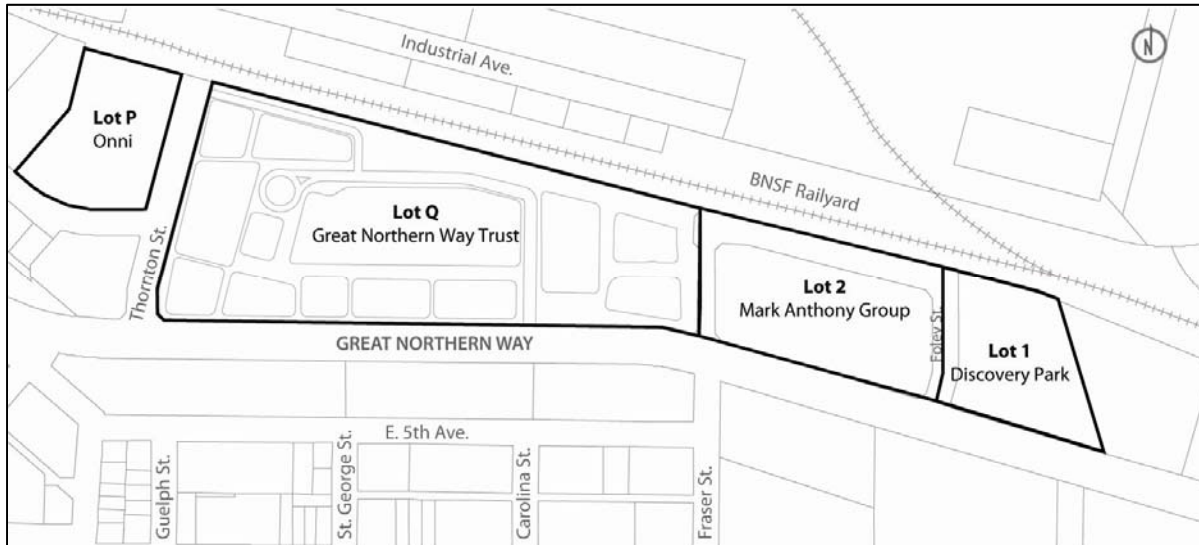 Industrial Ave.
N
Lot P
Onni
BNSF Railyard
Lot Q
Great Northern Way Trust
Thornton St.
Lot 2
Mark Anthony Group
Foley St.
Lot 1
Discovery Park
GREAT NORTHERN WAY
E. 5th Ave.
Guelph St.
St. George St.
Carolina St.
Fraser St.